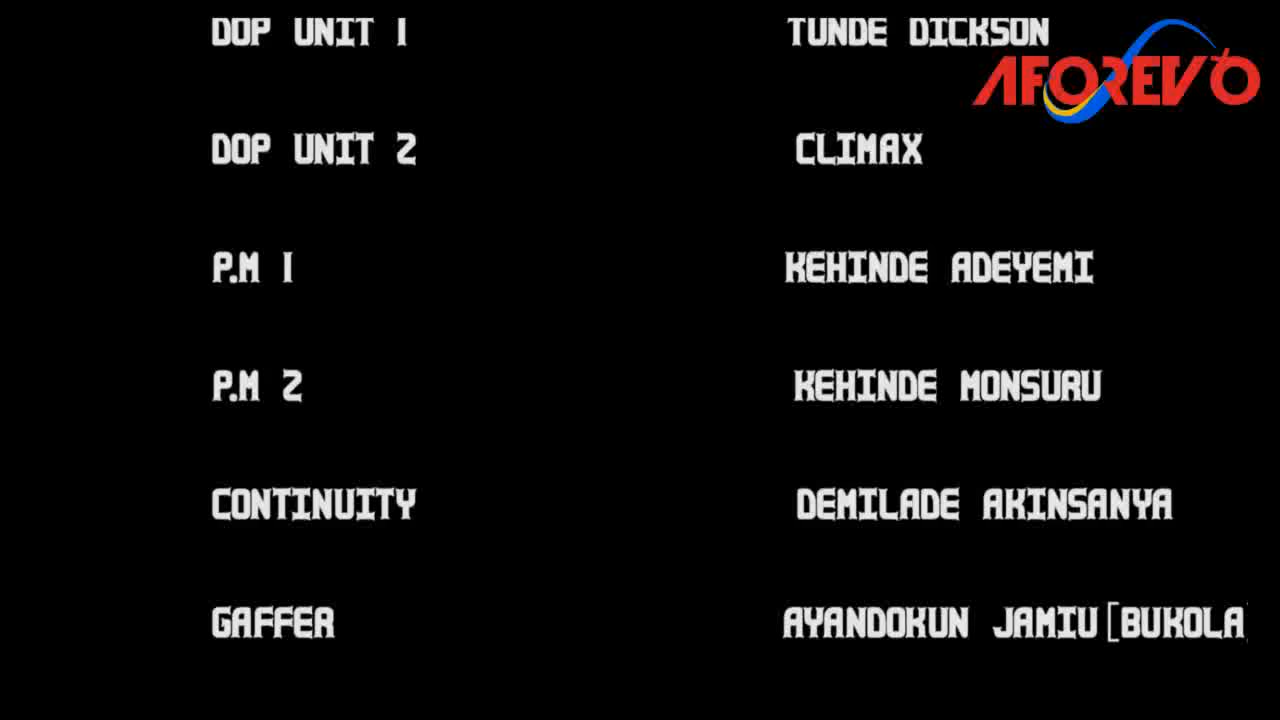 DOP UNIT 1 TUNDE DICKSON
AFOREVO
DOP UNIT 2 CLIMAX
P.M 1 KEHINDE ADEYEMI
P.M 2 KEHINDE MONSURU
CONTINUITY DEMILADE AKINSANYA
GAFFER AYANDOKUN JAMIU [BUKOLA